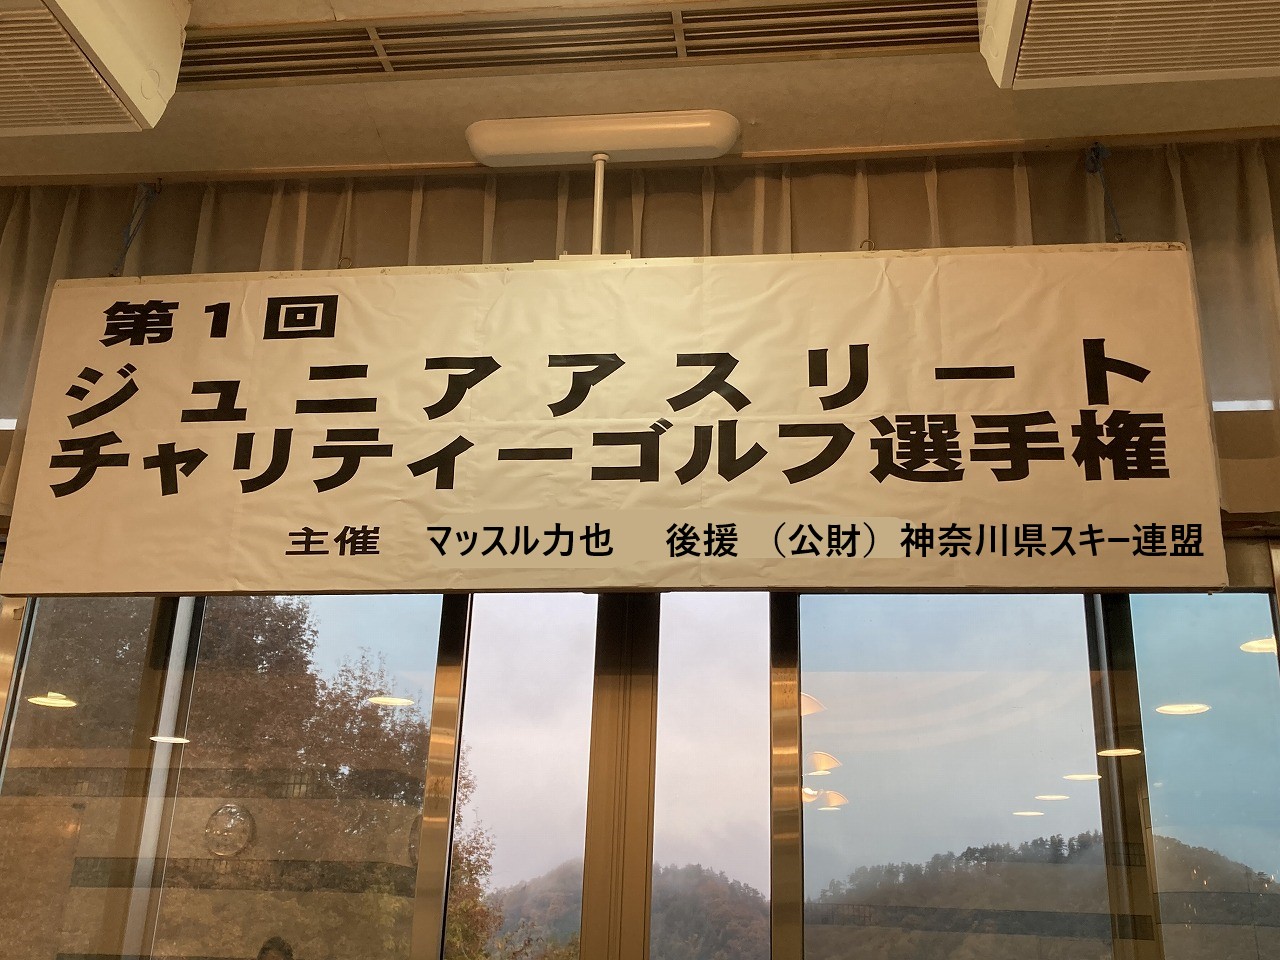 第1回
ジュニアアスリート
チャリティーゴルフ選手権
主催　マッスル力也　後援　（公財）神奈川県スキー連盟